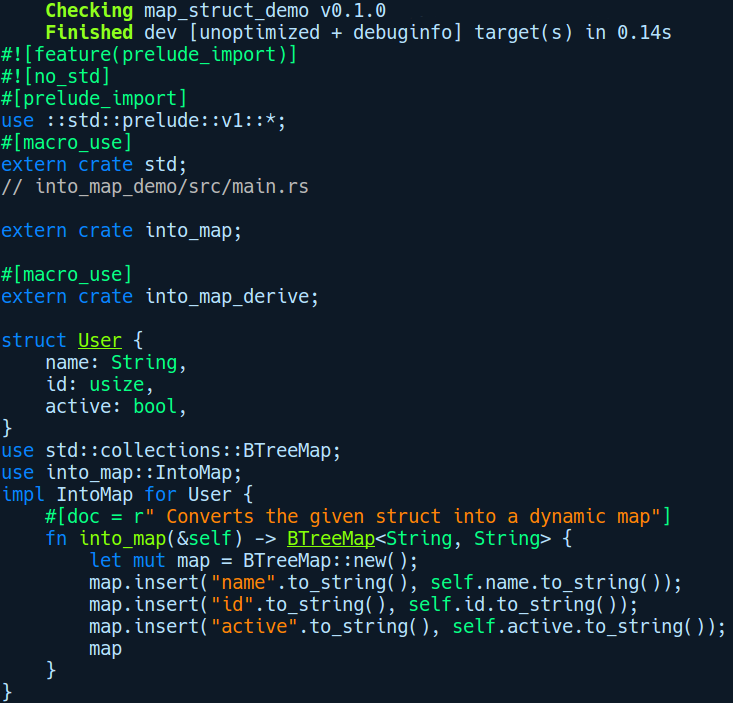 Checking map_struct_demo v0.1.0
    Finished dev [unoptimized + debuginfo] target(s) in 0.14s
#![feature(prelude_import)]
#![no_std]
#[prelude_import]
use ::std::prelude::v1::*;
#[macro_use]
extern crate std;
// into_map_demo/src/main.rs

extern crate into_map;

#[macro_use]
extern crate into_map_derive;

struct User {
    name: String,
    id: usize,
    active: bool,
}
use std::collections::BTreeMap;
use into_map::IntoMap;
impl IntoMap for User {
    #[doc = r" Converts the given struct into a dynamic map"]
    fn into_map(&self) -> BTreeMap<String, String> {
        let mut map = BTreeMap::new();
        map.insert("name".to_string(), self.name.to_string());
        map.insert("id".to_string(), self.id.to_string());
        map.insert("active".to_string(), self.active.to_string());
        map
    }
}